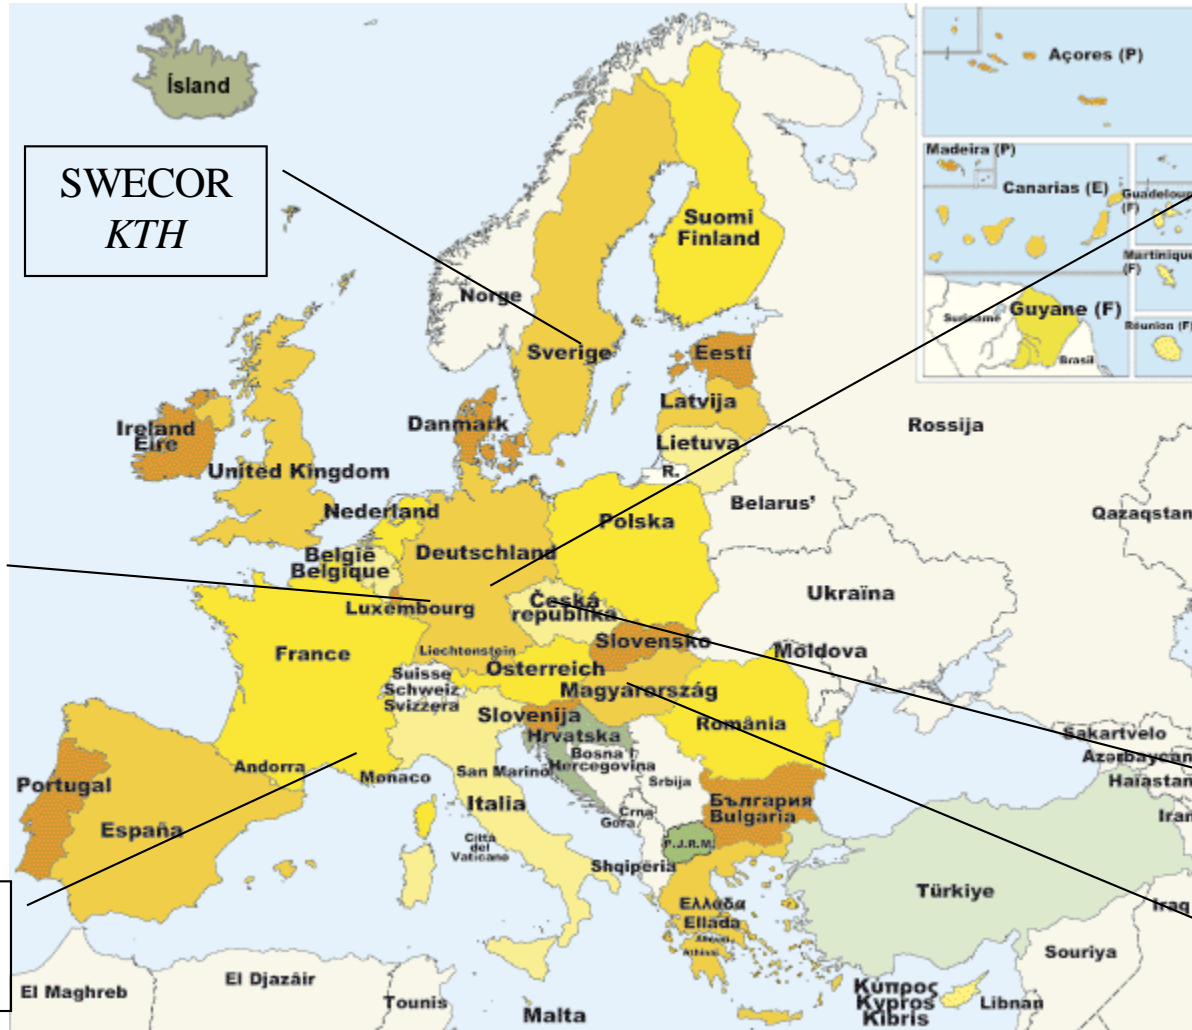 Ísland
Açores (P)
SWECOR
KTH
Madeira (P)
Canarias (E)
Guadeloupe
(F)
Martinique
(F)
Suriname
Guyane (F)
Brasil
Réunion (F)
Suomi
Finland
Norge
Sverige
Eesti
Latvija
Lietuva
R.
Rossija
Danmark
Ireland
Éire
United Kingdom
Nederland
België
Belgique
Deutschland
Polska
Belarus'
Qazaqstan
Luxembourg
Česká
republika
Ukraïna
France
Liechtenstein
Slovensko
Moldova
Suisse
Schweiz
Svizzera
Österreich
Magyarország
România
Slovenija
Hrvatska
Bosna i
Hercegovina
Sakartvelo
Azərbaycan
Haïastan
Iran
Portugal
Andorra
Monaco
San Marino
Srbija
España
Italia
Città
del
Vaticano
Crna
Gora
България
Bulgaria
P.J.R.M.
Shqipëria
Ελλάδα
Ellada
Türkiye
Iraq
Souriya
El Maghreb
El Djazâir
Tounis
Malta
Κύπρος
Kypros
Kibris
Libnan